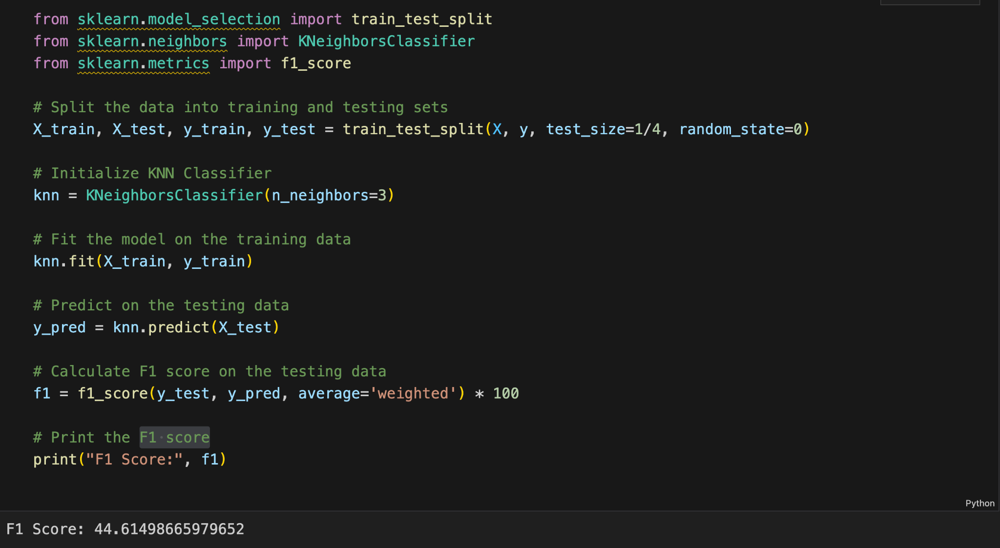 from sklearn.model_selection import train_test_split
from sklearn.neighbors import KNeighborsClassifier
from sklearn.metrics import f1_score
# Split the data into training and testing sets
X_train, X_test, y_train, y_test = train_test_split(X, y, test_size=1/4, random_state=0)
# Initialize KNN Classifier
knn = KNeighborsClassifier(n_neighbors=3)
# Fit the model on the training data
knn.fit(X_train, y_train)
# Predict on the testing data
y_pred = knn.predict(X_test)
# Calculate F1 score on the testing data
f1 = f1_score(y_test, y_pred, average='weighted') * 100
# Print the F1 score
print("F1 Score:", f1)
Python
F1 Score: 44.61498665979652